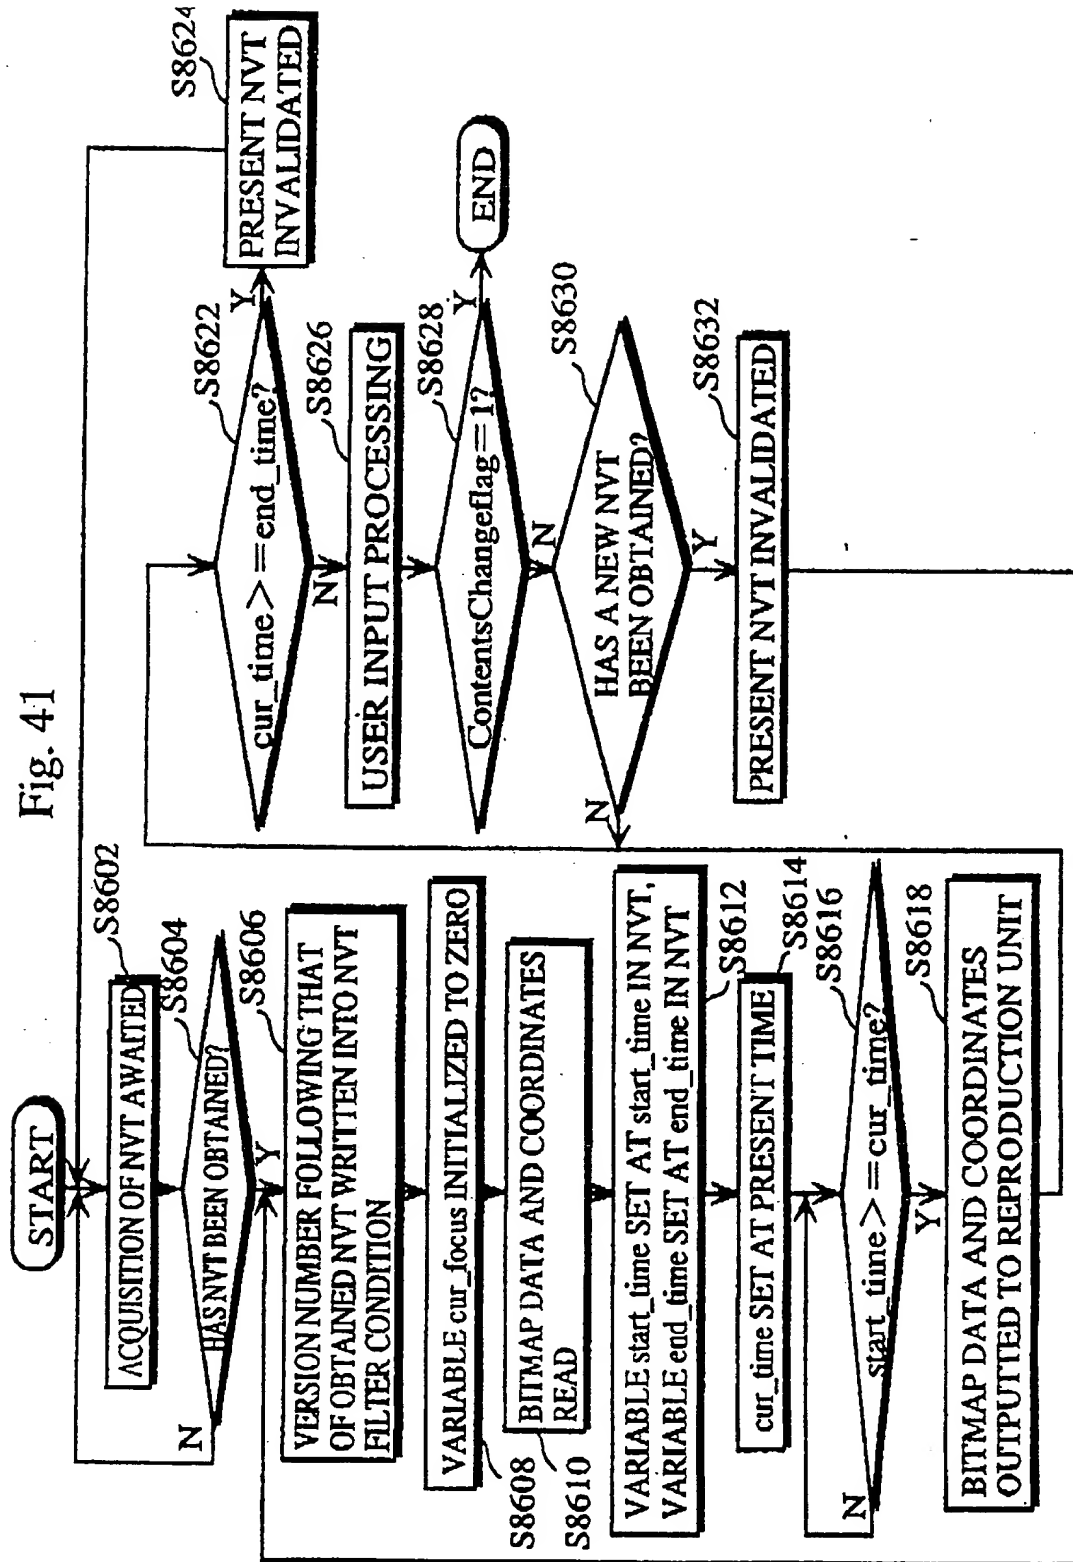 Fig. 41
START
S8602
ACQUISITION OF NVT AWAITED
S8604
HAS NVT BEEN OBTAINED?
N
Y
S8606
VERSION NUMBER FOLLOWING THAT
OF OBTAINED NVT WRITTEN INTO NVT
FILTER CONDITION
VARIABLE cur_focus INITIALIZED TO ZERO
S8608
BITMAP DATA AND COORDINATES
READ
S8610
VARIABLE start_time SET AT start_time IN NVT,
VARIABLE end_time SET AT end_time IN NVT
S8612
cur_time SET AT PRESENT TIME
S8614
S8616
start_time>=cur_time?
N
Y
S8618
BITMAP DATA AND COORDINATES
OUTPUTTED TO REPRODUCTION UNIT
S8622
cur_time>=end_time?
Y
N
S8624
PRESENT NVT
INVALIDATED
S8626
USER INPUT PROCESSING
S8628
ContentsChangeflag==1?
Y
END
N
S8630
HAS A NEW NVT
BEEN OBTAINED?
N
Y
S8632
PRESENT NVT INVALIDATED